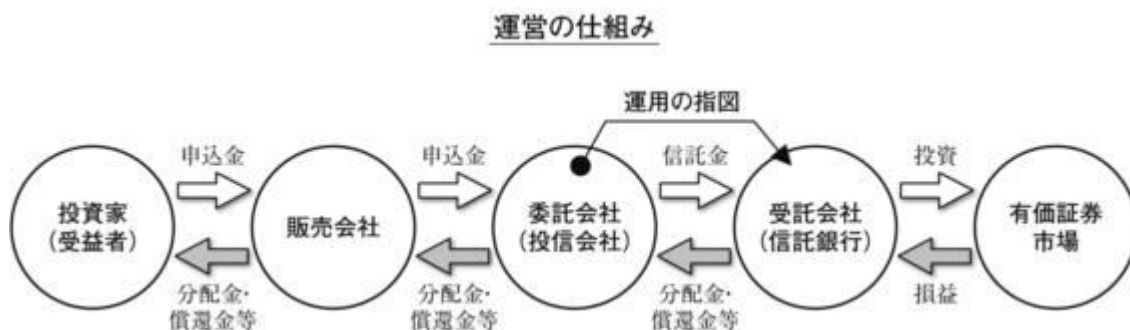 運営の仕組み
運用の指図
申込金
申込金
信託金
投資
投資家
(受益者)
販売会社
委託会社
(投信会社)
受託会社
(信託銀行)
有価証券
市場
分配金・
償還金等
分配金・
償還金等
分配金・
償還金等
損益